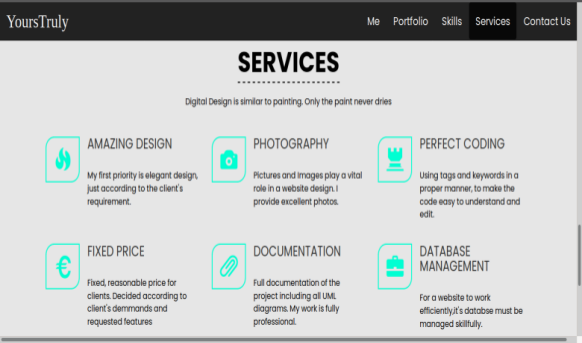 YoursTruly
Me Portfolio Skills Services Contact Us
SERVICES
Digital Design is similar to painting. Only the paint never dries
AMAZING DESIGN
My first priority is elegant design,
just according to the client's
requirement.
PHOTOGRAPHY
Pictures and Images play a vital
role in a website design. I
provide excellent photos.
PERFECT CODING
Using tags and keywords in a
proper manner, to make the
code easy to understand and
edit.
FIXED PRICE
Fixed, reasonable price for
clients. Decided according to
client's demmands and
requested features
DOCUMENTATION
Full documentation of the
project including all UML
diagrams. My work is fully
professional.
DATABASE
MANAGEMENT
For a website to work
efficiently,it's databse must be
managed skillfully.